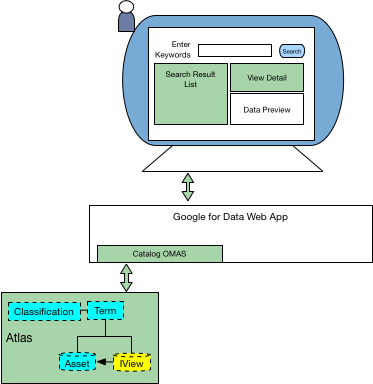 Enter
Keywords
Search
Search Result
List
View Detail
Data Preview
Google for Data Web App
Catalog OMAS
Classification
Term
Atlas
Asset
IView